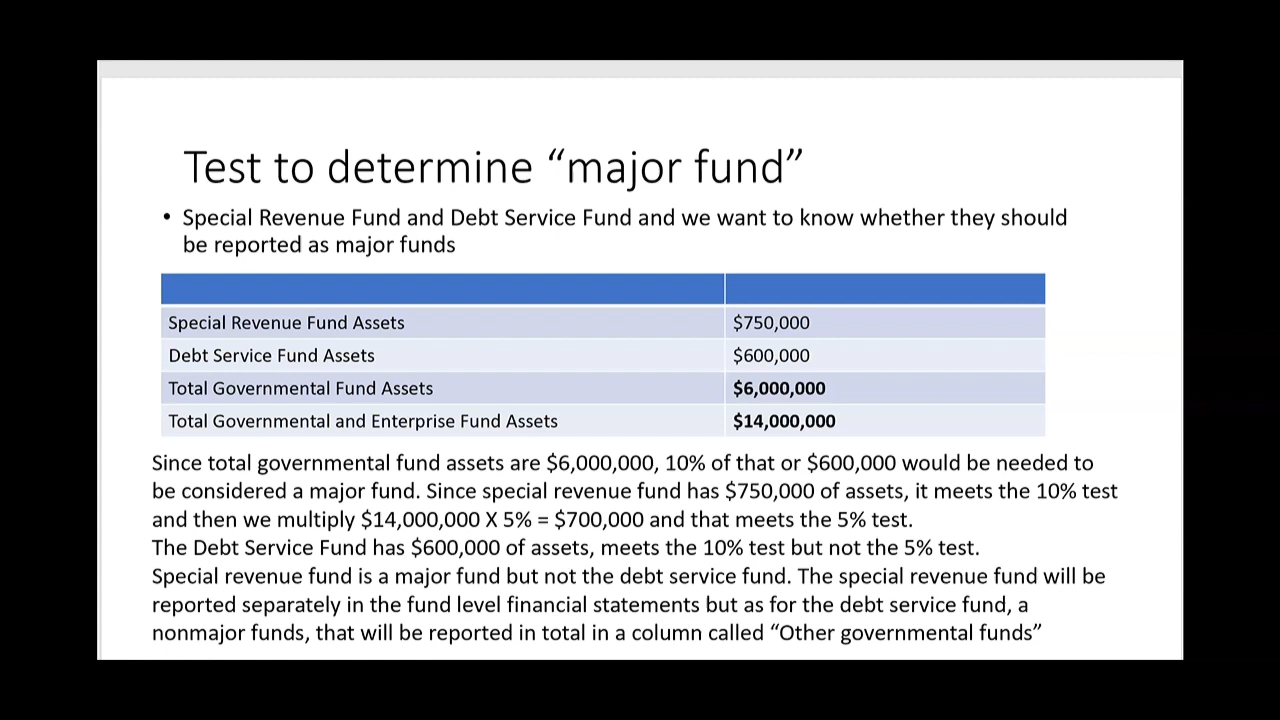 Test to determine “major fund”
• Special Revenue Fund and Debt Service Fund and we want to know whether they should
be reported as major funds
Special Revenue Fund Assets $750,000
Debt Service Fund Assets $600,000
Total Governmental Fund Assets $6,000,000
Total Governmental and Enterprise Fund Assets $14,000,000
Since total governmental fund assets are $6,000,000, 10% of that or $600,000 would be needed to
be considered a major fund. Since special revenue fund has $750,000 of assets, it meets the 10% test
and then we multiply $14,000,000 X 5% = $700,000 and that meets the 5% test.
The Debt Service Fund has $600,000 of assets, meets the 10% test but not the 5% test.
Special revenue fund is a major fund but not the debt service fund. The special revenue fund will be
reported separately in the fund level financial statements but as for the debt service fund, a
nonmajor funds, that will be reported in total in a column called “Other governmental funds”